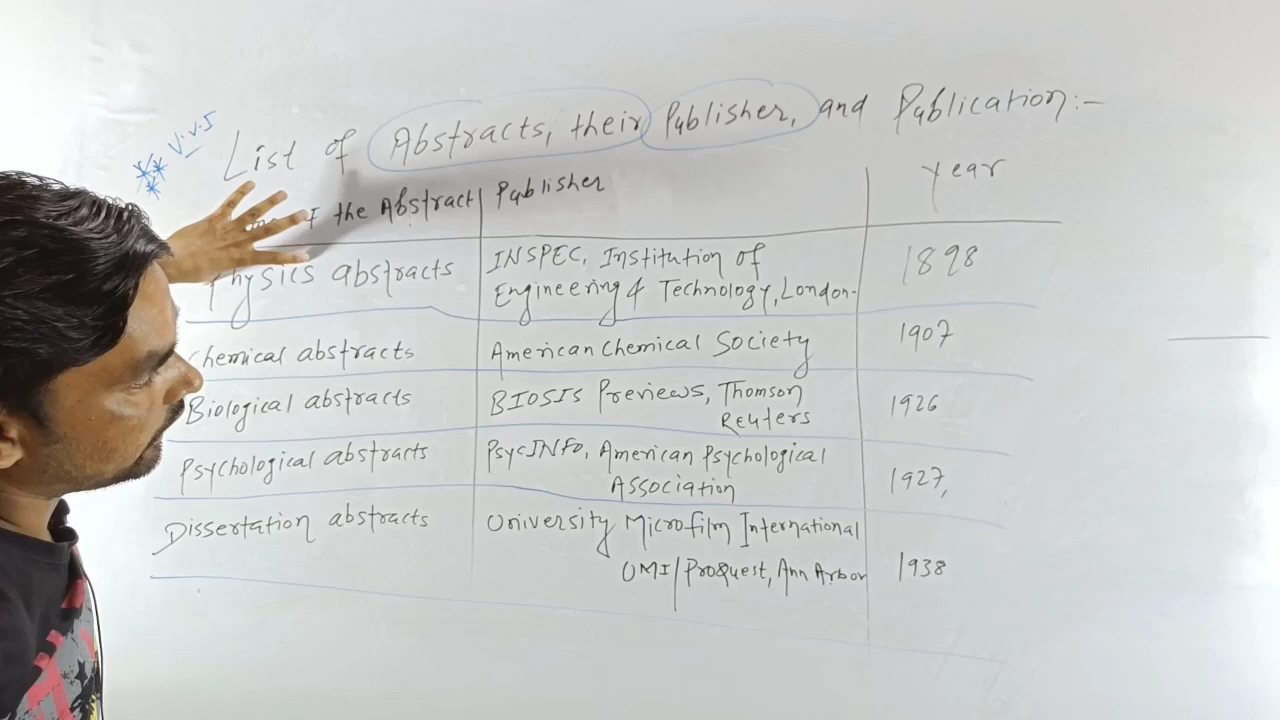 V.V.I
List of Abstracts, their Publisher, and Publication:-
the Abstract Publisher Year
Physics abstracts INSPEC, Institution of 1898
Engineering & Technology, London.
Chemical abstracts American Chemical Society 1907
Biological abstracts BIOSIS Previews, Thomson 1926
Reuters
Psychological abstracts PsycINFO, American Psychological 1927,
Association
Dissertation abstracts University Microfilm International
UMI/ProQuest, Ann Arbor 1938